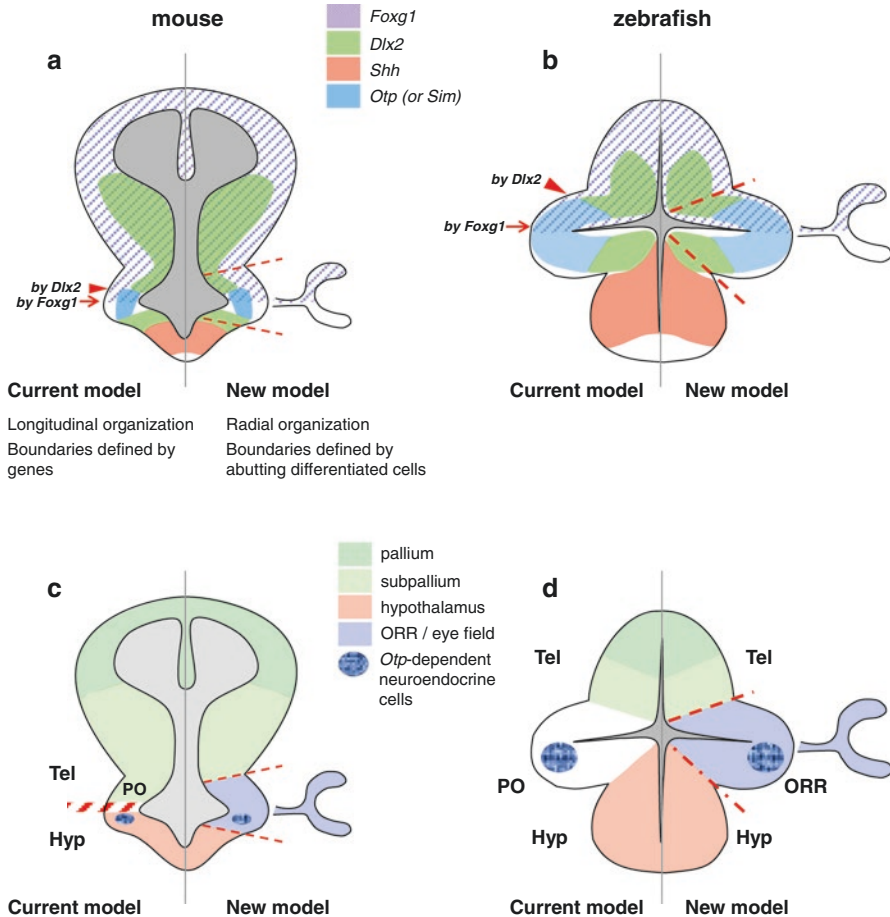 mouse
zebrafish
Foxg1
Dlx2
Shh
Otp (or Sim)
a
b
by Dlx2
by Foxg1
by Dlx2
by Foxg1
Current model
New model
Longitudinal organization
Radial organization
Boundaries defined by
genes
Boundaries defined by
abutting differentiated cells
Current model
New model
pallium
subpallium
hypothalamus
ORR / eye field
Otp-dependent
neuroendocrine
cells
c
d
Tel
PO
Hyp
Tel
Tel
PO
ORR
Hyp
Hyp
Current model
New model
Current model
New model